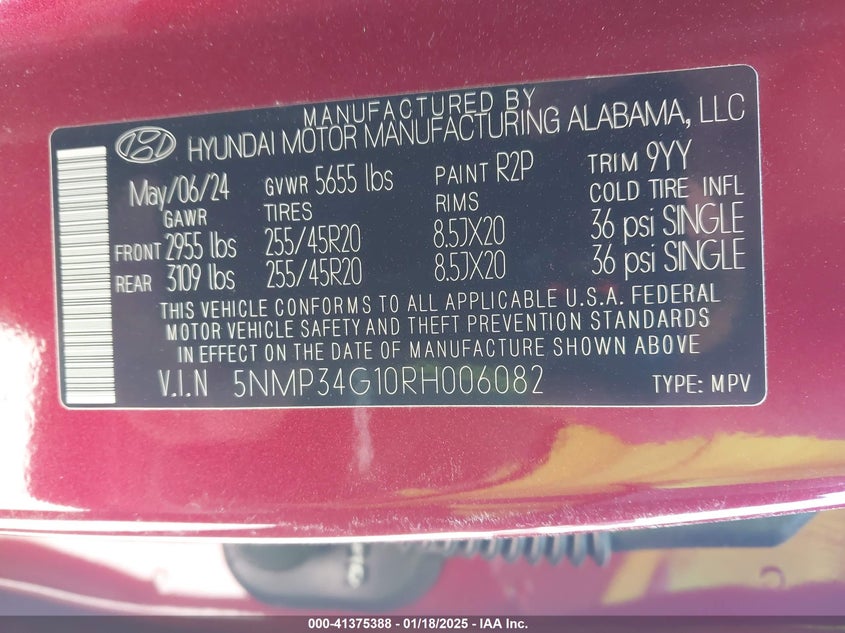 MANUFACTURED BY
HYUNDAI MOTOR MANUFACTURING ALABAMA, LLC
May/06/24 GVWR 5655 lbs PAINT R2P TRIM 9YY
GAWR TIRES RIMS COLD TIRE INFL
FRONT 2955 lbs 255/45R20 8.5JX20 36 psi SINGLE
REAR 3109 lbs 255/45R20 8.5JX20 36 psi SINGLE
THIS VEHICLE CONFORMS TO ALL APPLICABLE U.S.A. FEDERAL
MOTOR VEHICLE SAFETY AND THEFT PREVENTION STANDARDS
IN EFFECT ON THE DATE OF MANUFACTURE SHOWN ABOVE
V.I.N 5NMP34G10RH006082 TYPE: MPV
000-41375388 - 01/18/2025 - IAA Inc.